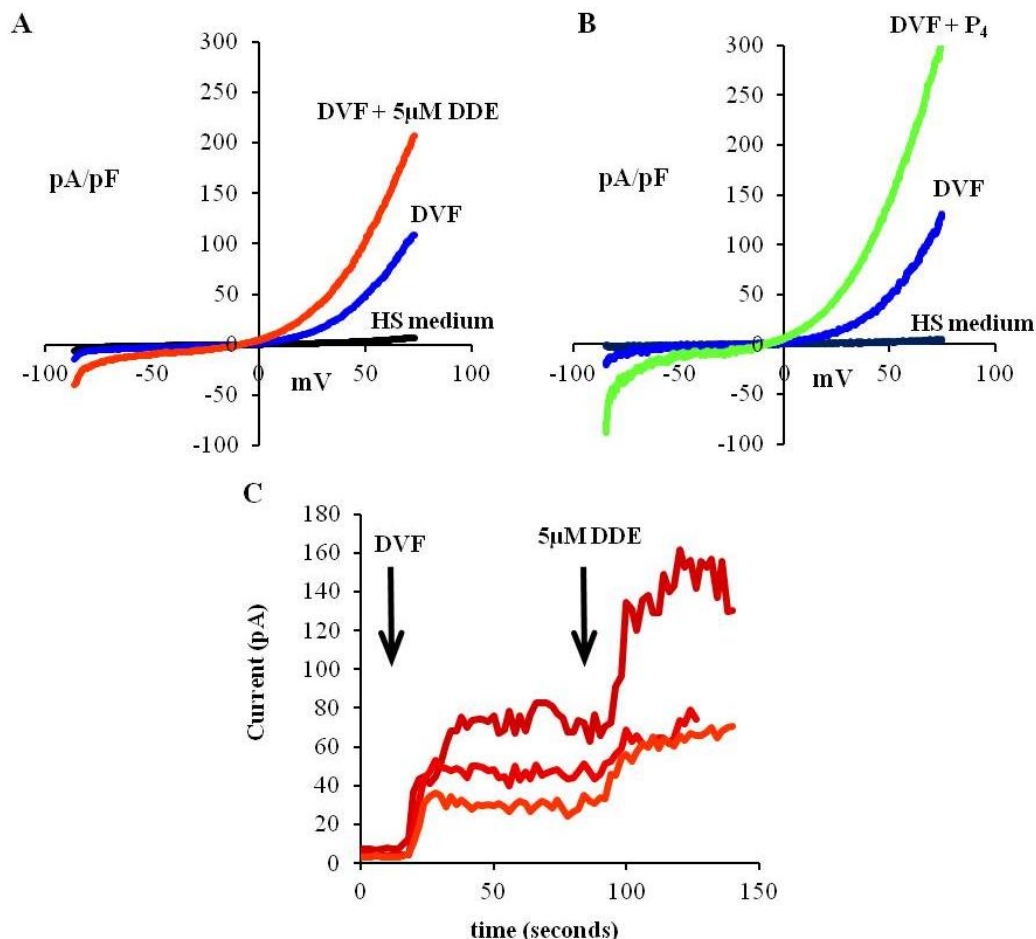 A
300
250
200
150
100
50
0
-50
-100
pA/pF
DVF + 5µM DDE
DVF
HS medium
-100
-50
0
50
100
mV
B
300
250
200
150
100
50
0
-50
-100
pA/pF
DVF + P4
DVF
HS medium
-100
-50
0
50
100
mV
C
180
160
140
120
100
80
60
40
20
0
Current (pA)
DVF
5µM DDE
0
50
100
150
time (seconds)